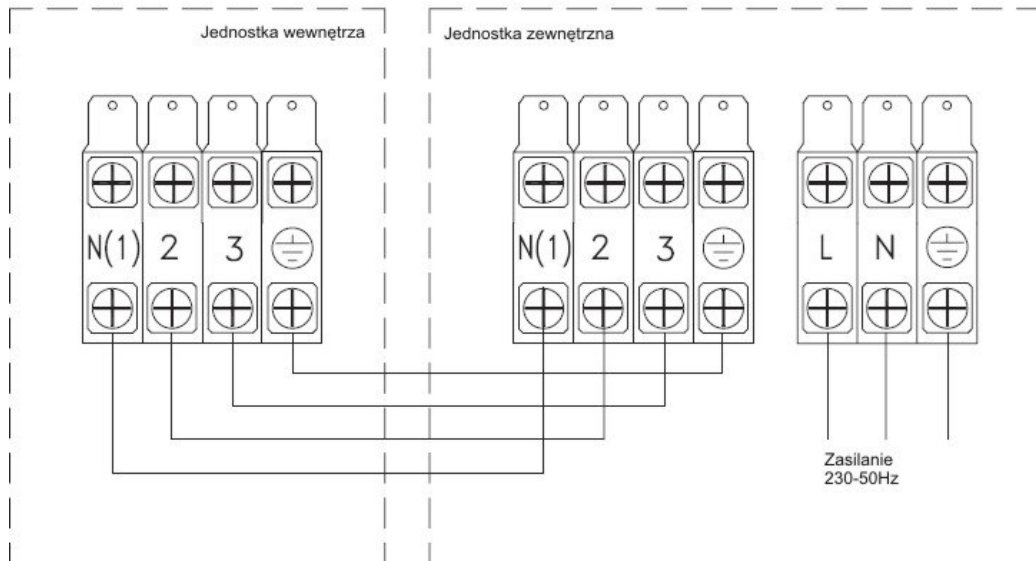 Jednostka wewnętrza
Jednostka zewnętrzna
N(1) 2 3
N(1) 2 3
L N
Zasilanie
230-50Hz